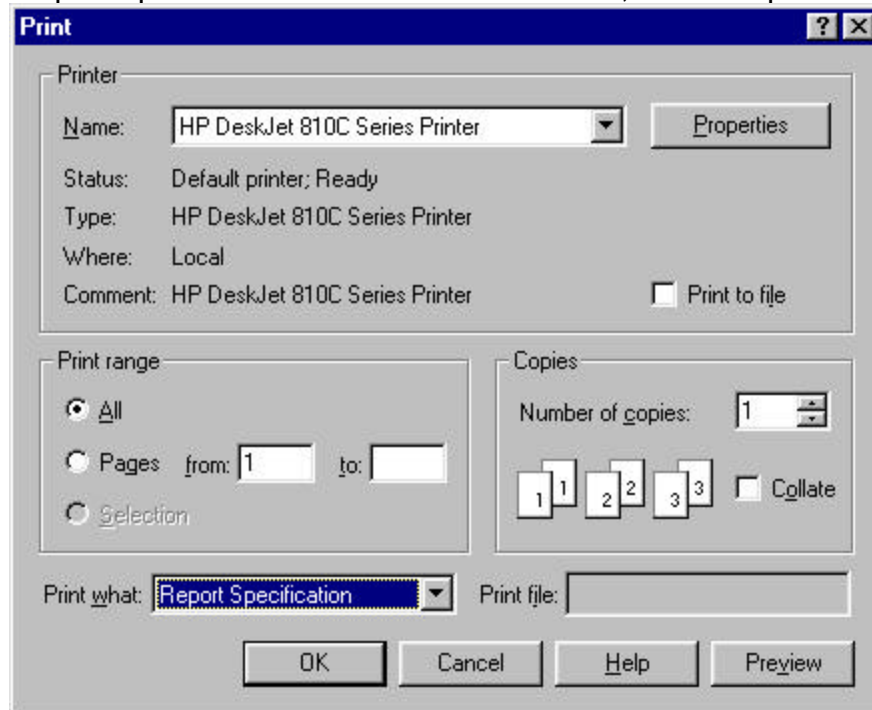 Print
Printer
Name: HP DeskJet 810C Series Printer Properties
Status: Default printer; Ready
Type: HP DeskJet 810C Series Printer
Where: Local
Comment: HP DeskJet 810C Series Printer Print to file
Print range
All
Pages from: 1 to:
Selection
Copies
Number of copies: 1
1 1 2 2 3 3 Collate
Print what: Report Specification Print file:
OK Cancel Help Preview